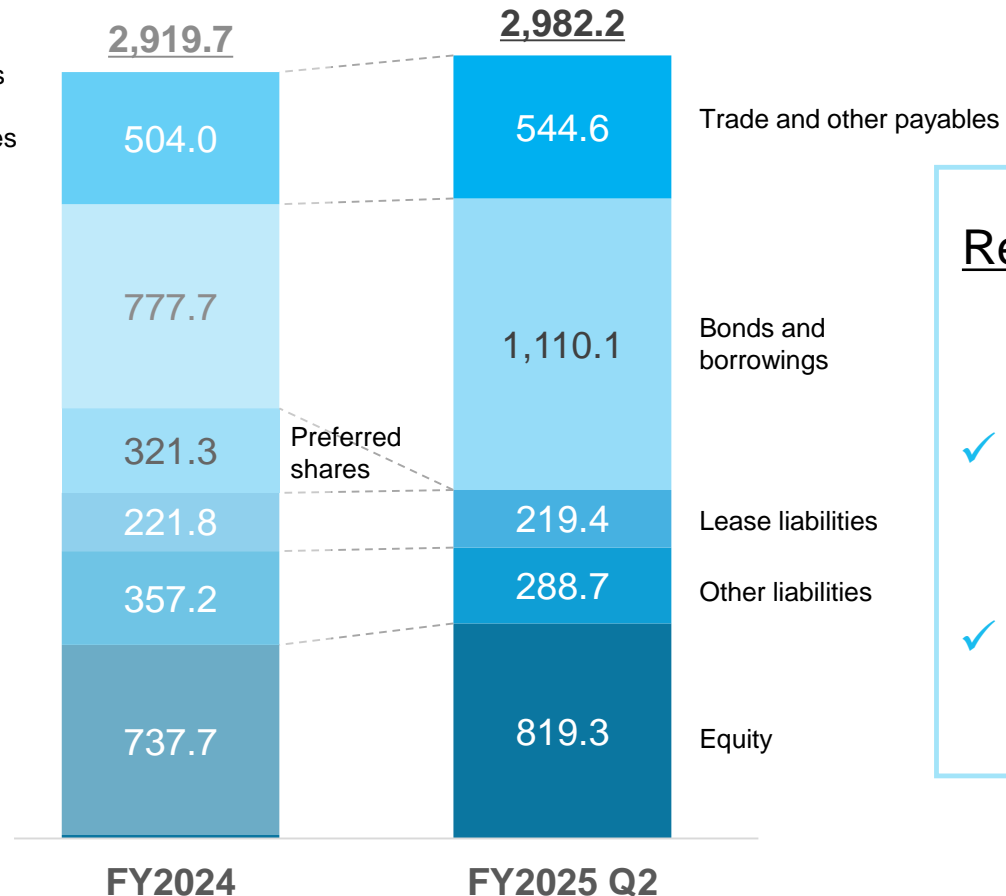 2,919.7
2,982.2
504.0
544.6
Trade and other payables
777.7
1,110.1
Bonds and
borrowings
321.3
Preferred
shares
221.8
219.4
Lease liabilities
357.2
288.7
Other liabilities
737.7
819.3
Equity
FY2024
FY2025 Q2